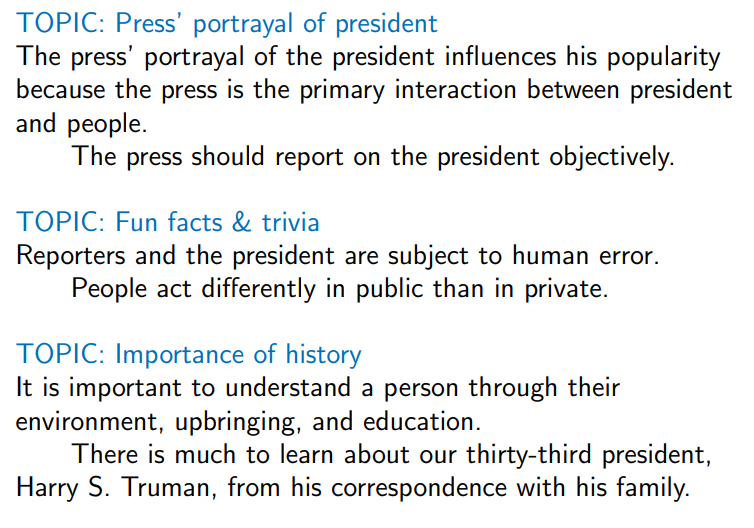 TOPIC: Press’ portrayal of president
The press’ portrayal of the president influences his popularity
because the press is the primary interaction between president
and people.
The press should report on the president objectively.
TOPIC: Fun facts & trivia
Reporters and the president are subject to human error.
People act differently in public than in private.
TOPIC: Importance of history
It is important to understand a person through their
environment, upbringing, and education.
There is much to learn about our thirty-third president,
Harry S. Truman, from his correspondence with his family.